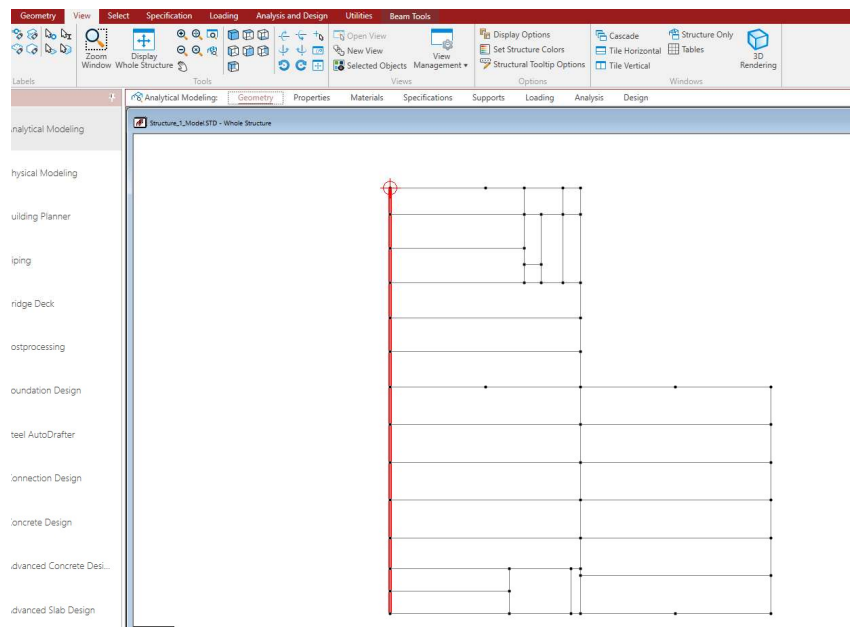 Geometry View Select Specification Loading Analysis and Design Utilities Beam Tools
Open View Display Options Cascade Structure Only
Zoom Window Display Whole Structure New View View Management Set Structure Colors Tile Horizontal Tables 3D Rendering
Selected Objects Structural Tooltip Options Tile Vertical
Labels Tools Views Options Windows
Analytical Modeling: Geometry Properties Materials Specifications Supports Loading Analysis Design
Structure_1_Model.STD - Whole Structure
nalytical Modeling
hysical Modeling
uilding Planner
iping
ridge Deck
ostprocessing
oundation Design
teel AutoDrafter
onnection Design
oncrete Design
dvanced Concrete Desi...
dvanced Slab Design